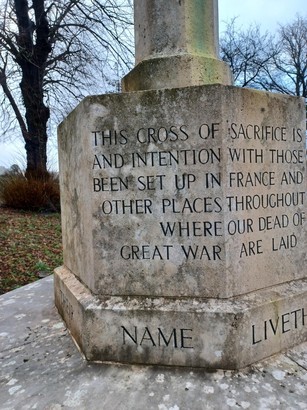 THIS CROSS OF SACRIFICE IS
AND INTENTION WITH THOSE
BEEN SET UP IN FRANCE AND
OTHER PLACES THROUGHOUT
WHERE OUR DEAD OF
GREAT WAR ARE LAID
NAME LIVETH